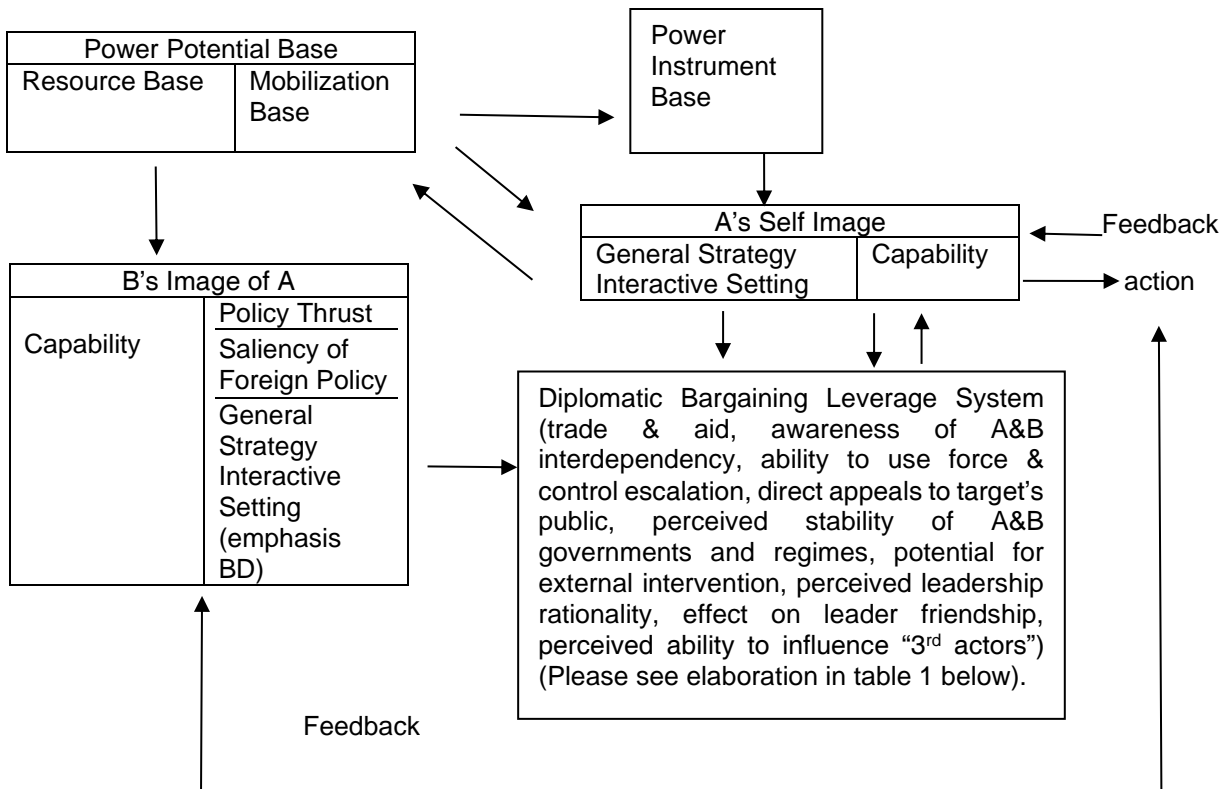 Power Potential Base
Resource Base
Mobilization
Base
Power
Instrument
Base
A's Self Image
General Strategy
Interactive Setting
Capability
Feedback
action
B's Image of A
Capability
Policy Thrust
Saliency of
Foreign Policy
General
Strategy
Interactive
Setting
(emphasis
BD)
Diplomatic Bargaining Leverage System
(trade & aid, awareness of A&B
interdependency, ability to use force &
control escalation, direct appeals to target's
public, perceived stability of A&B
governments and regimes, potential for
external intervention, perceived leadership
rationality, effect on leader friendship,
perceived ability to influence “3rd actors”)
(Please see elaboration in table 1 below).
Feedback